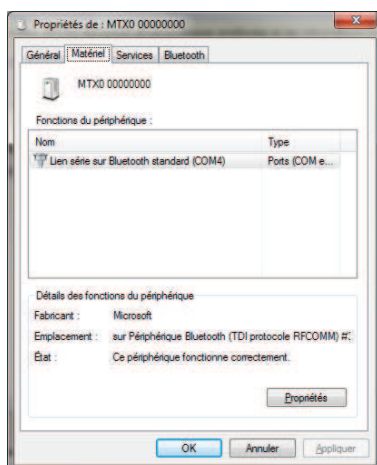 Propriétés de : MTX0 00000000
Général Matériel Services Bluetooth
MTX0 00000000
Fonctions du périphérique :
Nom Type
Lien série sur Bluetooth standard (COM4) Ports (COM e...
Détails des fonctions du périphérique
Fabricant : Microsoft
Emplacement : sur Périphérique Bluetooth (TDI protocole RFCOMM) #
État : Ce périphérique fonctionne correctement.
Propriétés
OK Annuler Appliquer